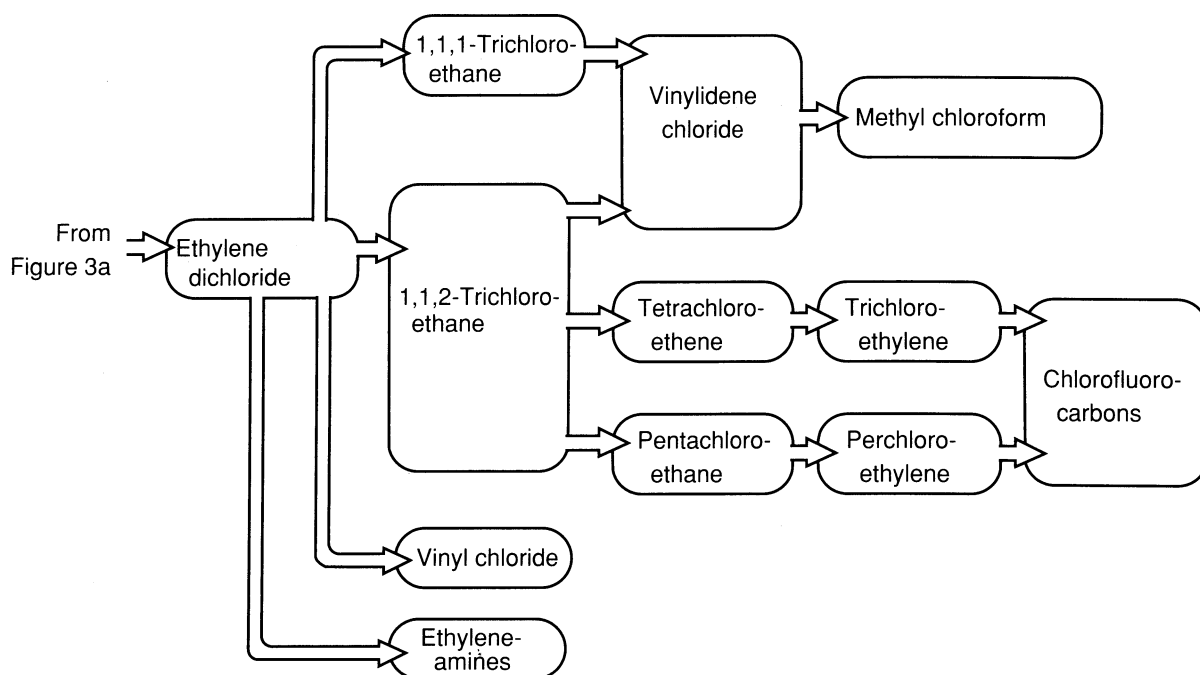 1,1,1-Trichloro-
ethane
Vinylidene
chloride
Methyl chloroform
From
Figure 3a
Ethylene
dichloride
1,1,2-Trichloro-
ethane
Tetrachloro-
ethene
Trichloro-
ethylene
Chlorofluoro-
carbons
Pentachloro-
ethane
Perchloro-
ethylene
Vinyl chloride
Ethylene-
amines